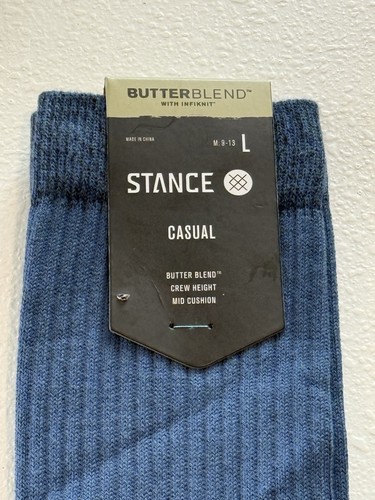 BUTTERBLEND™
WITH INFIKNIT™
MADE IN CHINA
M: 9-13 L
STANCE
CASUAL
BUTTER BLEND™
CREW HEIGHT
MID CUSHION